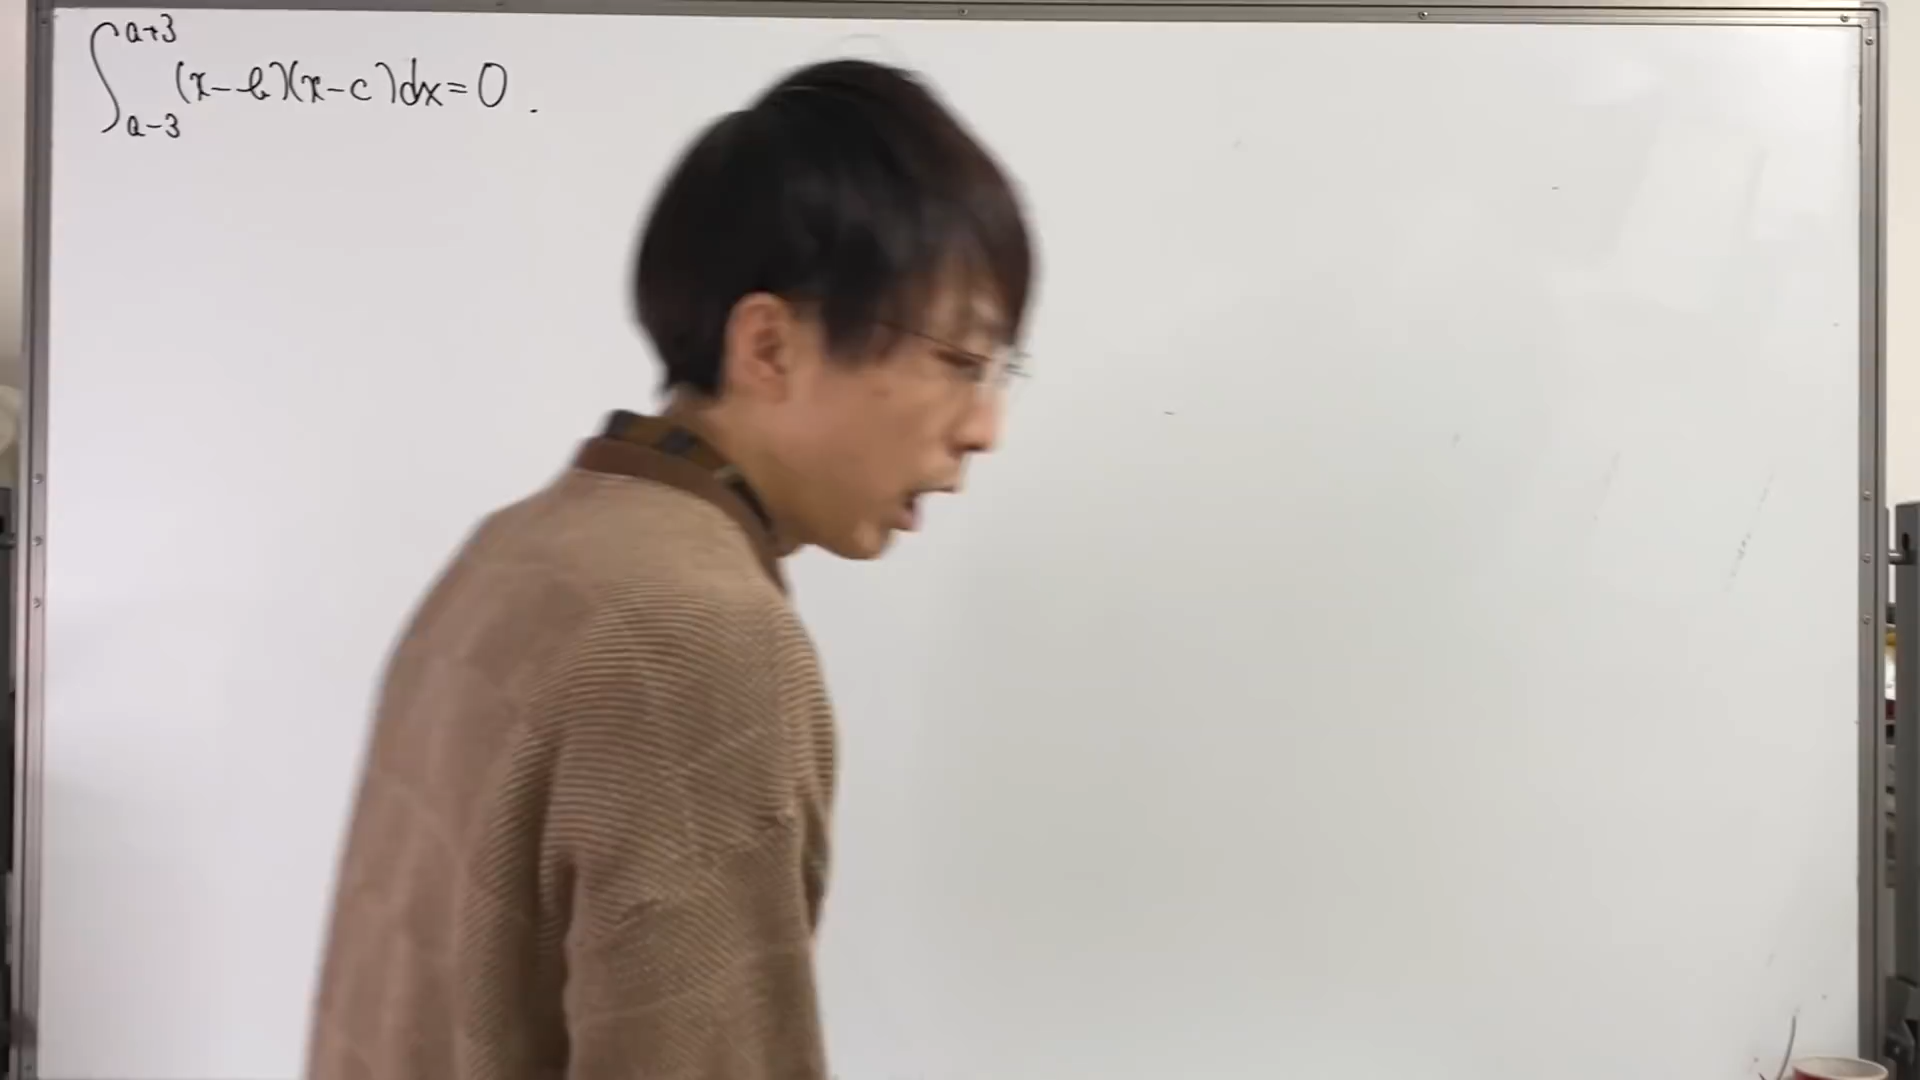 ∫_{a-3}^{a+3} (x-b)(x-c)dx=0.